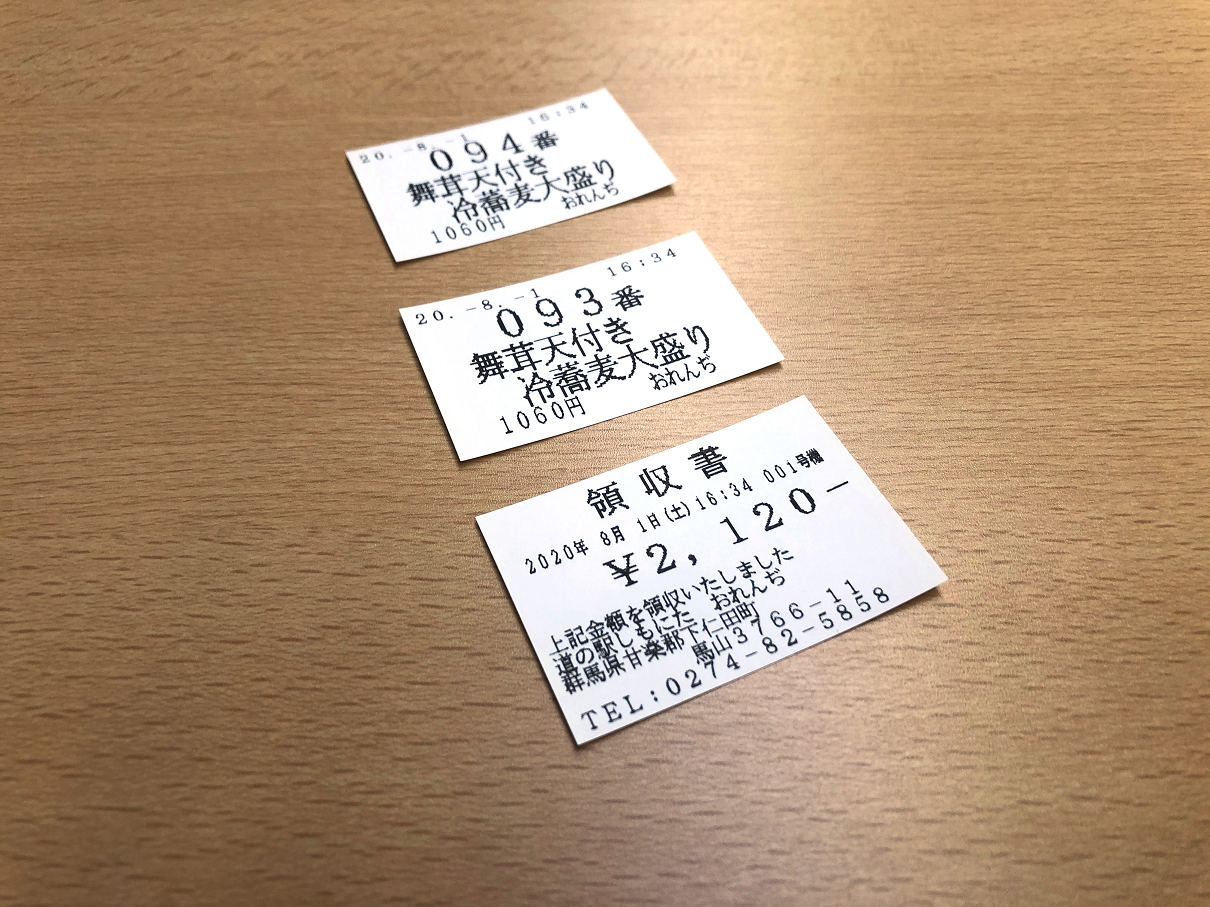 20.-8.-1 16:34
094番
舞茸天付き
冷蕎麦大盛り
1060円 おれんぢ
20.-8.-1 16:34
093番
舞茸天付き
冷蕎麦大盛り
1060円 おれんぢ
領収書
2020年 8月 1日(土)16:34 001号機
¥2,120-
上記金額を領収いたしました
道の駅しもにた おれんぢ
群馬県甘楽郡下仁田町
馬山3766-11
TEL:0274-82-5858